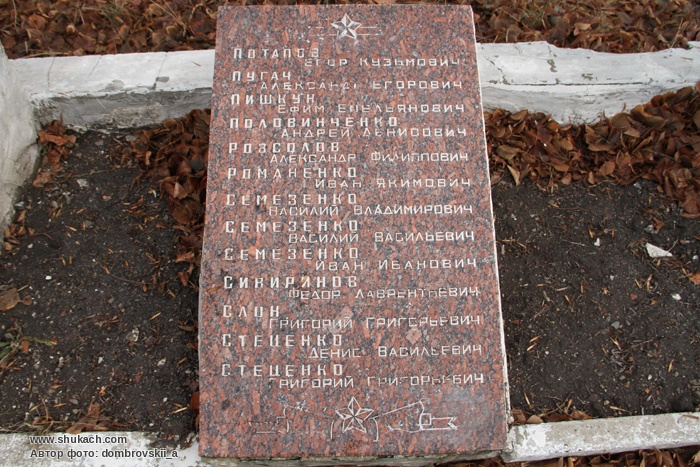 ПОТАПОВ
ЕГОР КУЗЬМОВИЧ
ПУГАЧ
АЛЕКСАНДР ЕГОРОВИЧ
ПИШКУН
ЕФИМ ЕМЕЛЬЯНОВИЧ
ПОЛОВИНЧЕНКО
АНДРЕЙ ДЕНИСОВИЧ
РОЗСОЛОВ
АЛЕКСАНДР ФИЛИППОВИЧ
РОМАНЕНКО
ИВАН ЯКИМОВИЧ
СЕМЕЗЕНКО
ВАСИЛИЙ ВЛАДИМИРОВИЧ
СЕМЕЗЕНКО
ВАСИЛИЙ ВАСИЛЬЕВИЧ
СЕМЕЗЕНКО
ИВАН ИВАНОВИЧ
СИВИРИНОВ
ФЕДОР ЛАВРЕНТЬЕВИЧ
СЛОН
ГРИГОРИЙ ГРИГОРЬЕВИЧ
СТЕЦЕНКО
ДЕНИС ВАСИЛЬЕВИЧ
СТЕЦЕНКО
ГРИГОРИЙ ГРИГОРЬЕВИЧ
www.shukach.com
Автор фото: dombrovskii_a